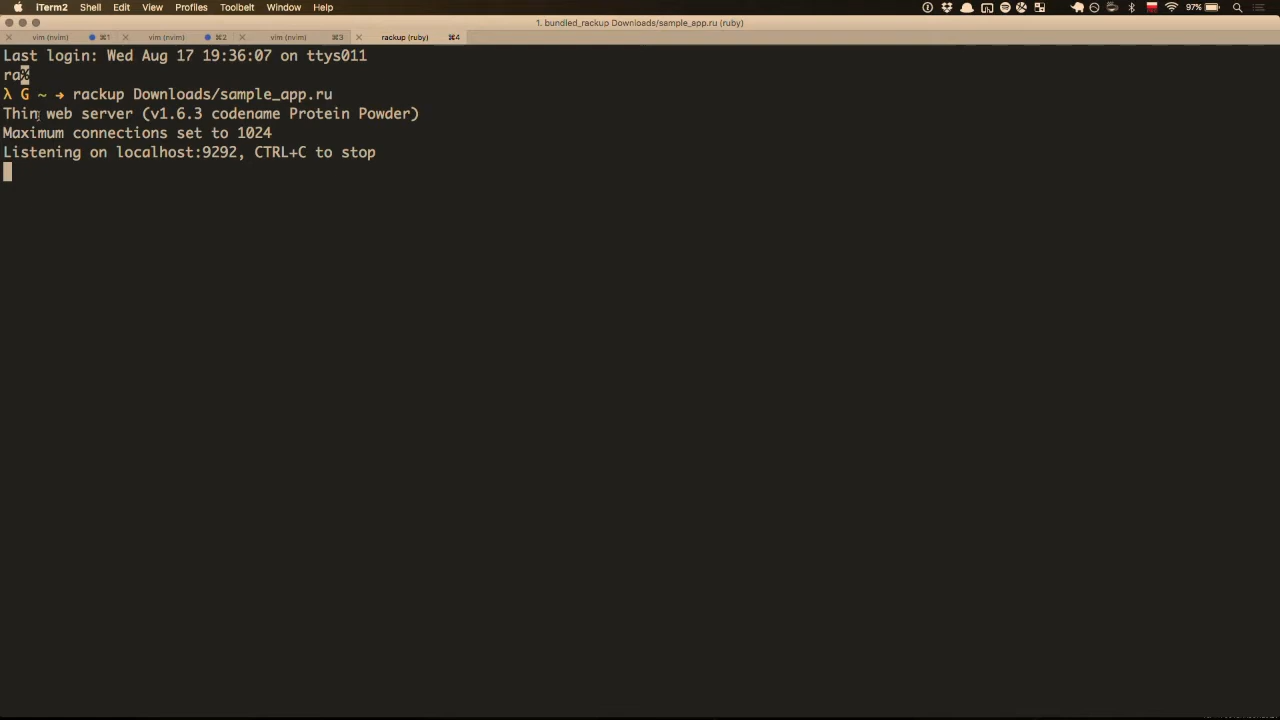 iTerm2 Shell Edit View Profiles Toolbelt Window Help 97%
1. bundled_rackup Downloads/sample_app.ru (ruby)
vim (nvim) ⌘1 vim (nvim) ⌘2 vim (nvim) ⌘3 rackup (ruby) ⌘4
Last login: Wed Aug 17 19:36:07 on ttys011
ra%
λ G ~ → rackup Downloads/sample_app.ru
Thin web server (v1.6.3 codename Protein Powder)
Maximum connections set to 1024
Listening on localhost:9292, CTRL+C to stop